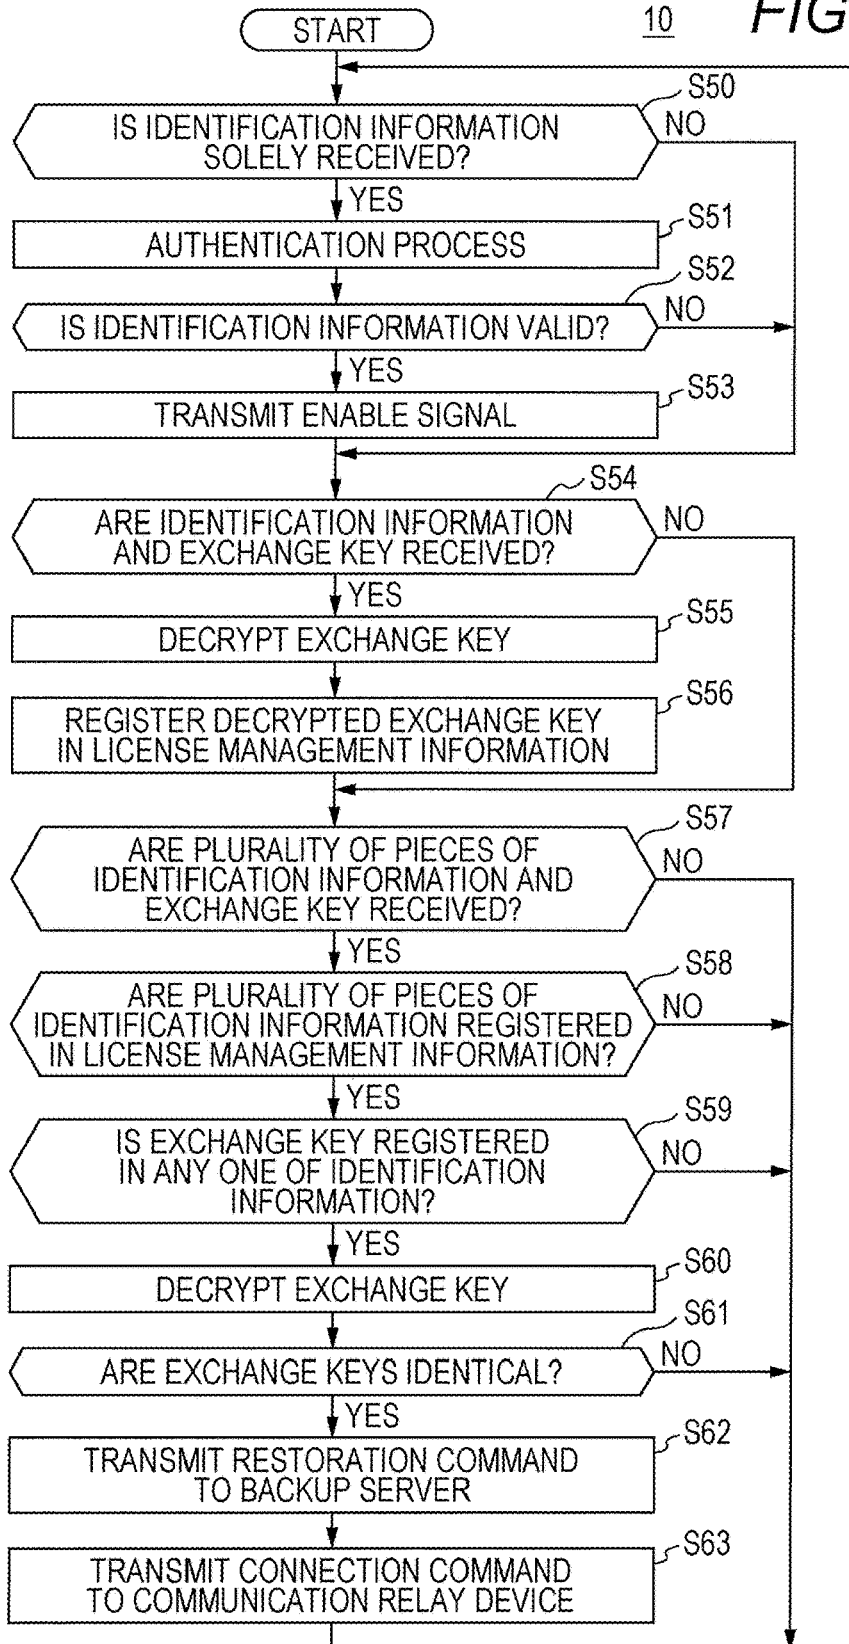 START
10
FIG
S50
IS IDENTIFICATION INFORMATION
SOLELY RECEIVED?
NO
YES
S51
AUTHENTICATION PROCESS
S52
IS IDENTIFICATION INFORMATION VALID?
NO
YES
S53
TRANSMIT ENABLE SIGNAL
S54
ARE IDENTIFICATION INFORMATION
AND EXCHANGE KEY RECEIVED?
NO
YES
S55
DECRYPT EXCHANGE KEY
S56
REGISTER DECRYPTED EXCHANGE KEY
IN LICENSE MANAGEMENT INFORMATION
S57
ARE PLURALITY OF PIECES OF
IDENTIFICATION INFORMATION AND
EXCHANGE KEY RECEIVED?
NO
YES
S58
ARE PLURALITY OF PIECES OF
IDENTIFICATION INFORMATION REGISTERED
IN LICENSE MANAGEMENT INFORMATION?
NO
YES
S59
IS EXCHANGE KEY REGISTERED
IN ANY ONE OF IDENTIFICATION
INFORMATION?
NO
YES
S60
DECRYPT EXCHANGE KEY
S61
ARE EXCHANGE KEYS IDENTICAL?
NO
YES
S62
TRANSMIT RESTORATION COMMAND
TO BACKUP SERVER
S63
TRANSMIT CONNECTION COMMAND
TO COMMUNICATION RELAY DEVICE